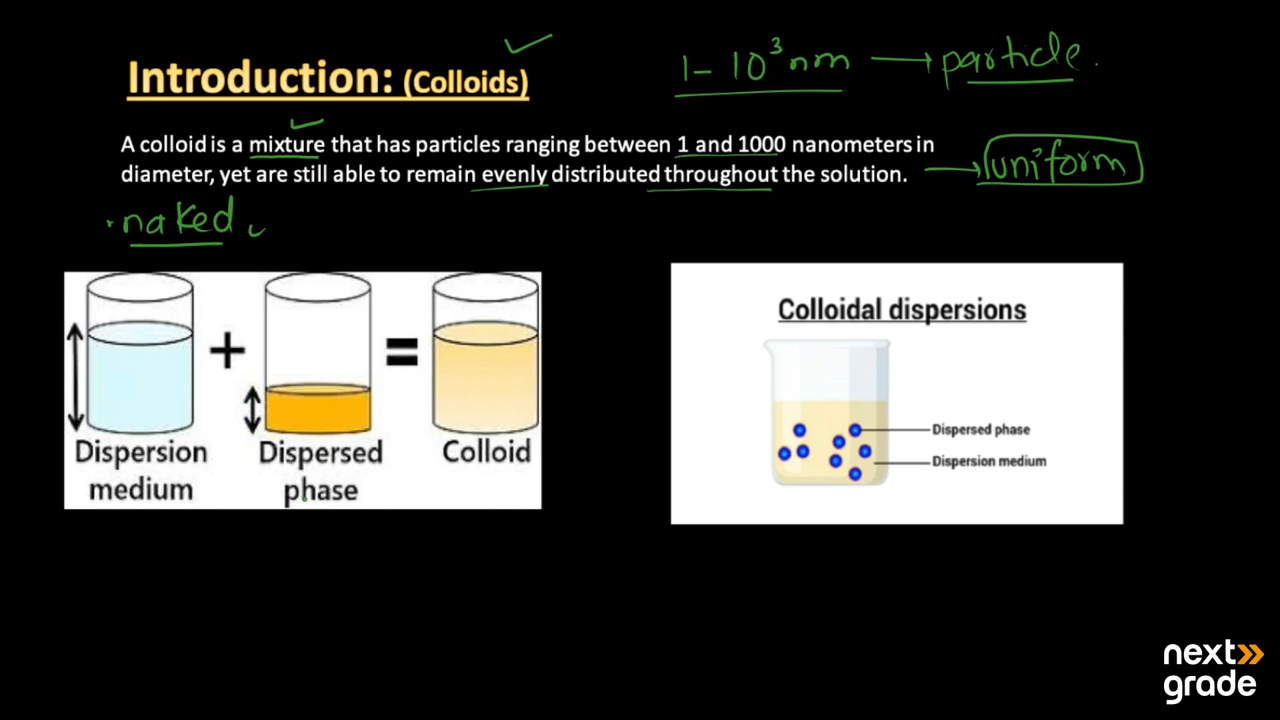 Introduction: (Colloids)
1 - 10³ nm → particle.
A colloid is a mixture that has particles ranging between 1 and 1000 nanometers in
diameter, yet are still able to remain evenly distributed throughout the solution.
→ uniform
naked
+
=
Dispersion
medium
Dispersed
phase
Colloid
Colloidal dispersions
Dispersed phase
Dispersion medium
next
grade